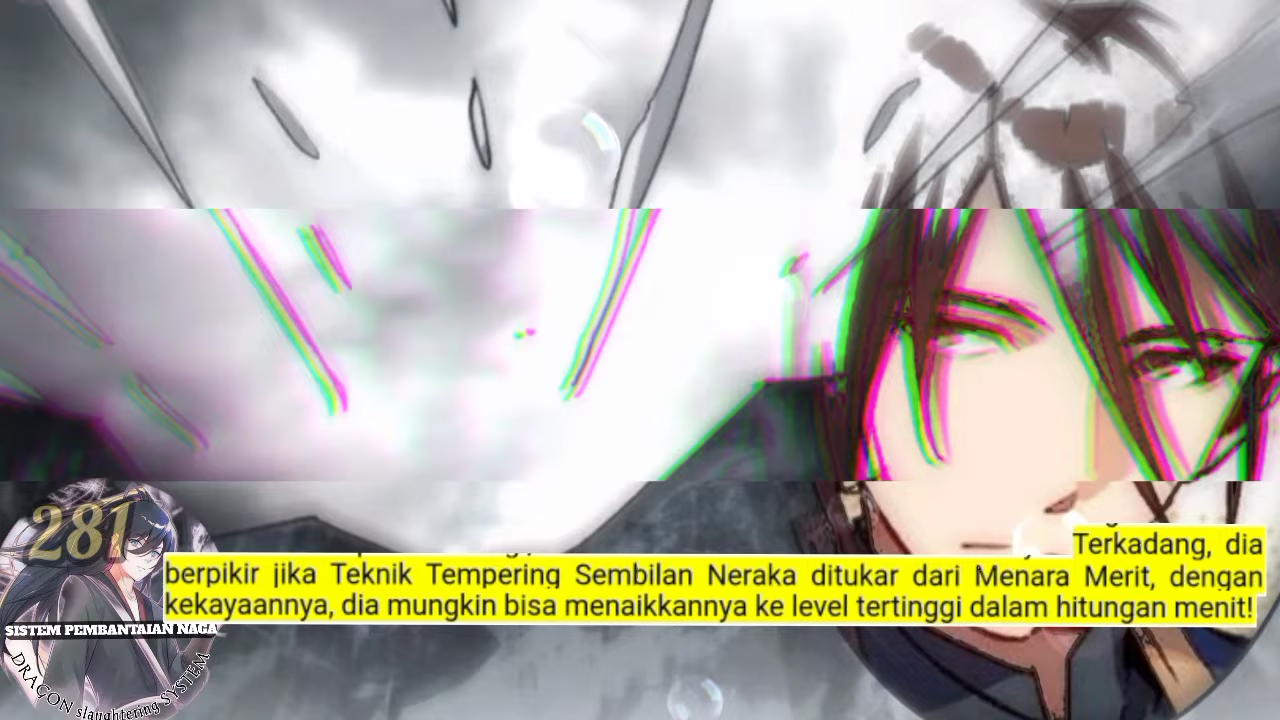 281
Terkadang, dia
berpikir jika Teknik Tempering Sembilan Neraka ditukar dari Menara Merit, dengan
kekayaannya, dia mungkin bisa menaikkannya ke level tertinggi dalam hitungan menit!
SISTEM PEMBANTAIAN NAGA
DRAGON slaughtering SYSTEM